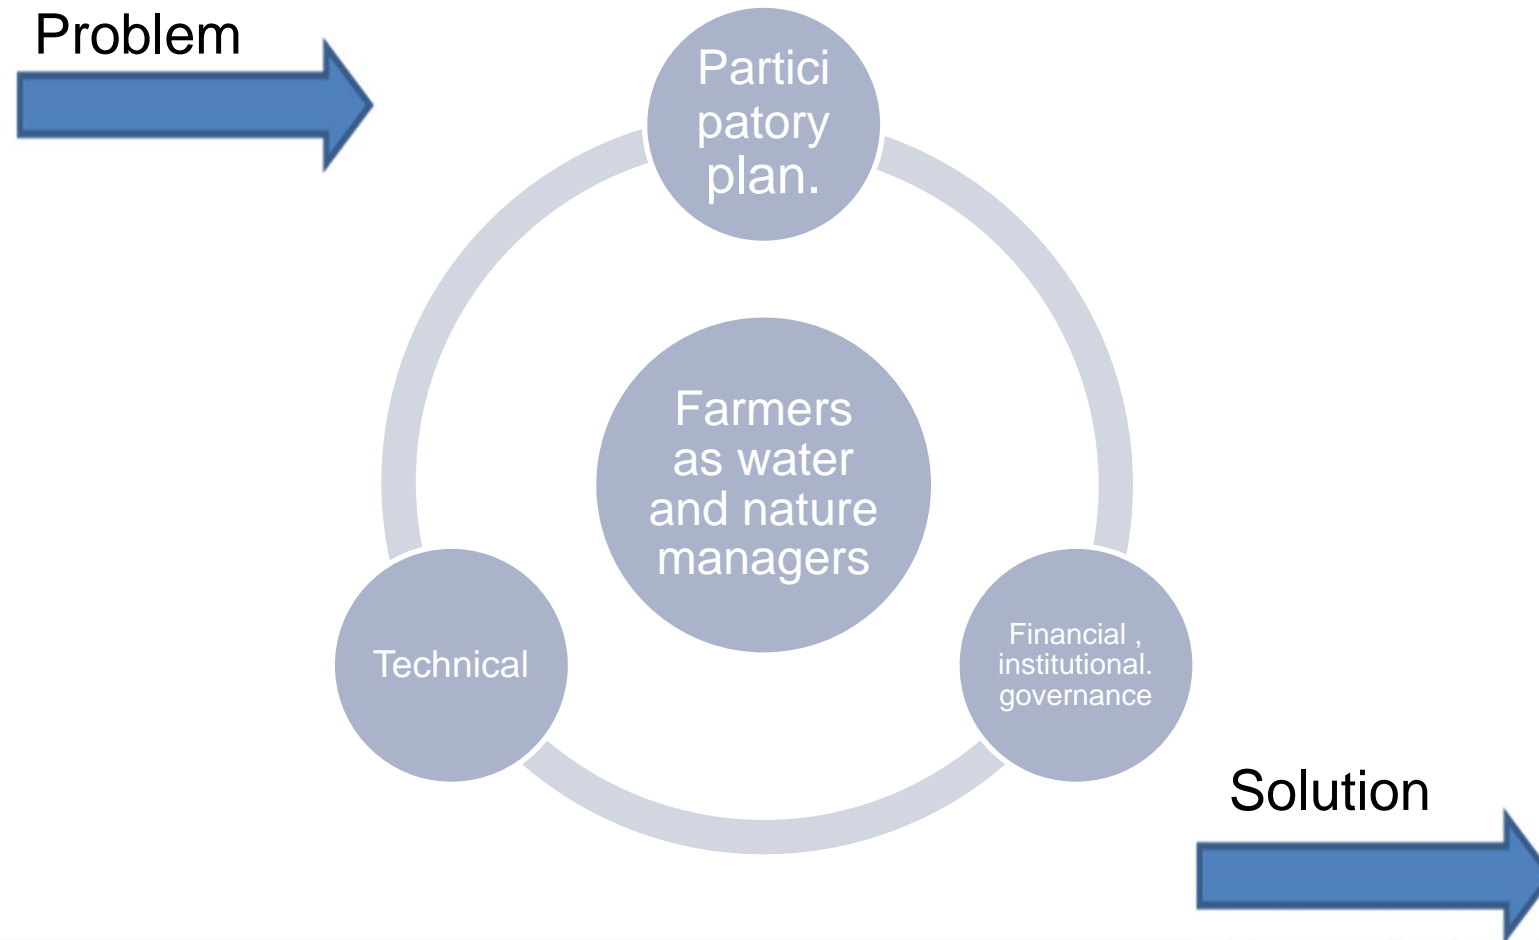 Problem
Partici
patory
plan.
Farmers
as water
and nature
managers
Technical
Financial ,
institutional.
governance
Solution